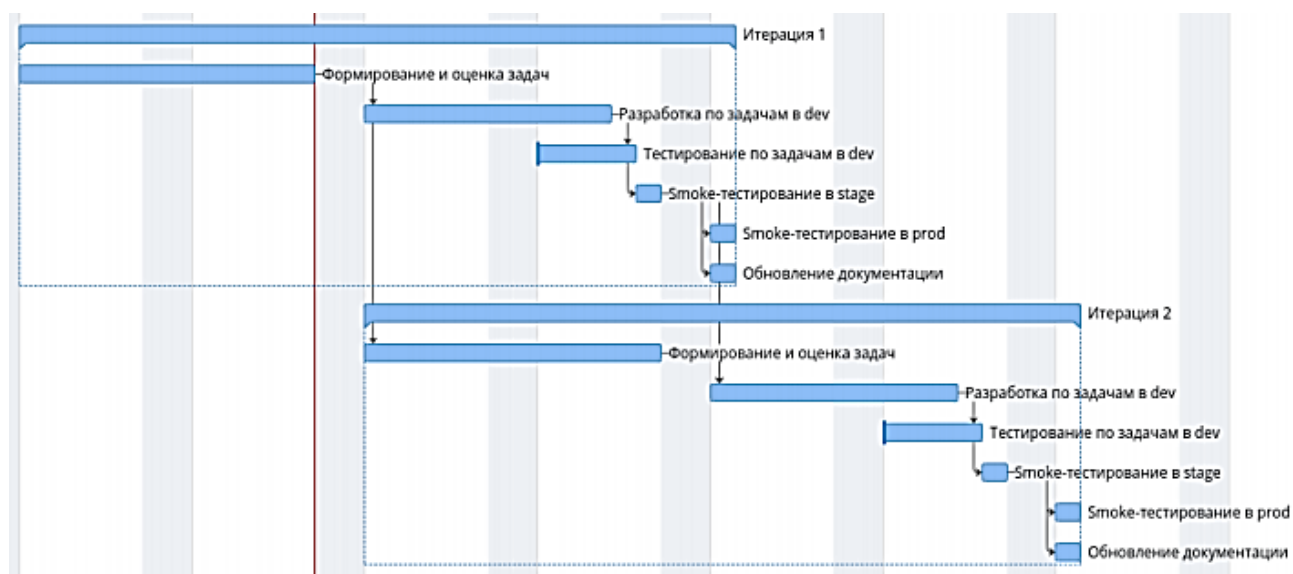 Итерация 1
Формирование и оценка задач
Разработка по задачам в dev
Тестирование по задачам в dev
Smoke-тестирование в stage
Smoke-тестирование в prod
Обновление документации
Итерация 2
Формирование и оценка задач
Разработка по задачам в dev
Тестирование по задачам в dev
Smoke-тестирование в stage
Smoke-тестирование в prod
Обновление документации